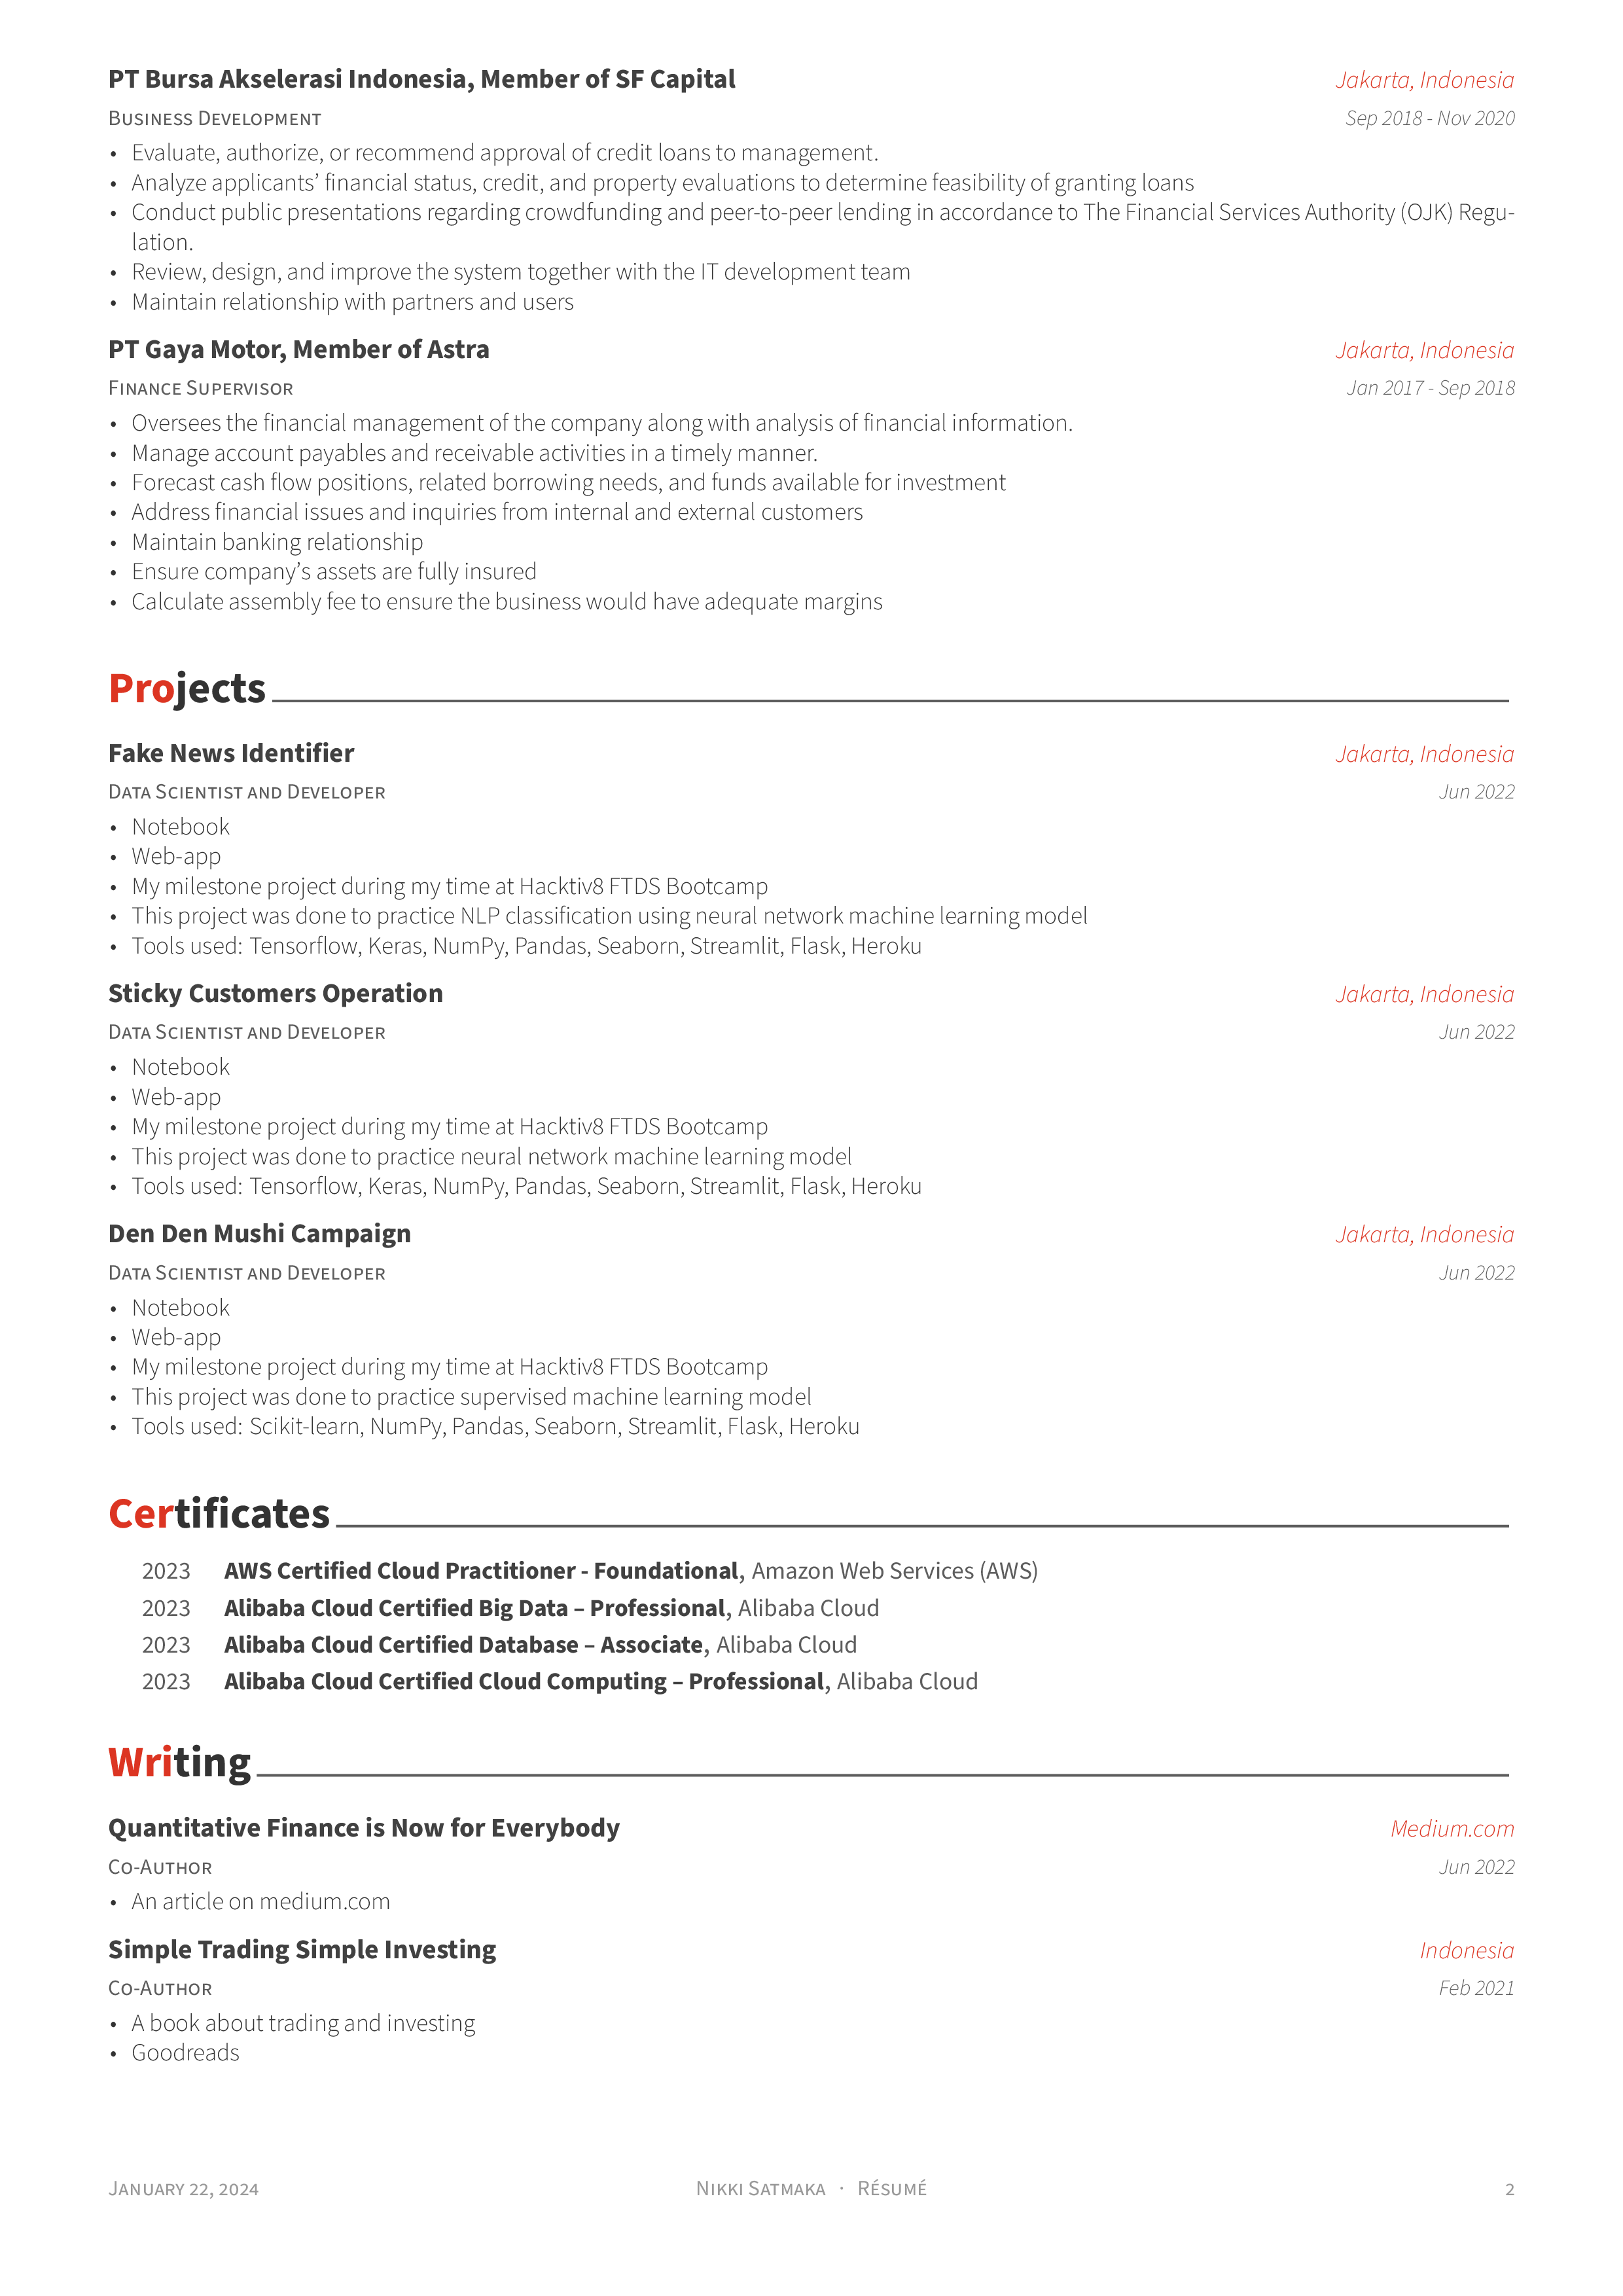 PT Bursa Akselerasi Indonesia, Member of SF Capital Jakarta, Indonesia
Business Development Sep 2018 - Nov 2020
• Evaluate, authorize, or recommend approval of credit loans to management.
• Analyze applicants’ financial status, credit, and property evaluations to determine feasibility of granting loans
• Conduct public presentations regarding crowdfunding and peer-to-peer lending in accordance to The Financial Services Authority (OJK) Regu-
lation.
• Review, design, and improve the system together with the IT development team
• Maintain relationship with partners and users
PT Gaya Motor, Member of Astra Jakarta, Indonesia
Finance Supervisor Jan 2017 - Sep 2018
• Oversees the financial management of the company along with analysis of financial information.
• Manage account payables and receivable activities in a timely manner.
• Forecast cash flow positions, related borrowing needs, and funds available for investment
• Address financial issues and inquiries from internal and external customers
• Maintain banking relationship
• Ensure company’s assets are fully insured
• Calculate assembly fee to ensure the business would have adequate margins
Projects
Fake News Identifier Jakarta, Indonesia
Data Scientist and Developer Jun 2022
• Notebook
• Web-app
• My milestone project during my time at Hacktiv8 FTDS Bootcamp
• This project was done to practice NLP classification using neural network machine learning model
• Tools used: Tensorflow, Keras, NumPy, Pandas, Seaborn, Streamlit, Flask, Heroku
Sticky Customers Operation Jakarta, Indonesia
Data Scientist and Developer Jun 2022
• Notebook
• Web-app
• My milestone project during my time at Hacktiv8 FTDS Bootcamp
• This project was done to practice neural network machine learning model
• Tools used: Tensorflow, Keras, NumPy, Pandas, Seaborn, Streamlit, Flask, Heroku
Den Den Mushi Campaign Jakarta, Indonesia
Data Scientist and Developer Jun 2022
• Notebook
• Web-app
• My milestone project during my time at Hacktiv8 FTDS Bootcamp
• This project was done to practice supervised machine learning model
• Tools used: Scikit-learn, NumPy, Pandas, Seaborn, Streamlit, Flask, Heroku
Certificates
2023 AWS Certified Cloud Practitioner - Foundational, Amazon Web Services (AWS)
2023 Alibaba Cloud Certified Big Data – Professional, Alibaba Cloud
2023 Alibaba Cloud Certified Database – Associate, Alibaba Cloud
2023 Alibaba Cloud Certified Cloud Computing – Professional, Alibaba Cloud
Writing
Quantitative Finance is Now for Everybody Medium.com
Co-Author Jun 2022
• An article on medium.com
Simple Trading Simple Investing Indonesia
Co-Author Feb 2021
• A book about trading and investing
• Goodreads
January 22, 2024 Nikki Satmaka · Résumé 2